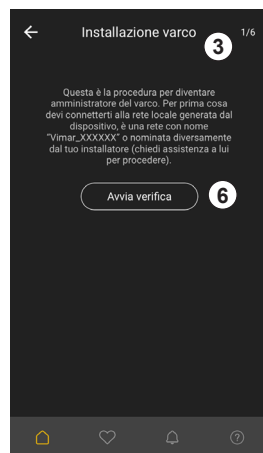 Installazione varco
3
1/6
Questa è la procedura per diventare
amministratore del varco. Per prima cosa
devi connetterti alla rete locale generata dal
dispositivo, è una rete con nome
“Vimar_XXXXXX” o nominata diversamente
dal tuo installatore (chiedi assistenza a lui
per procedere).
Avvia verifica
6
?